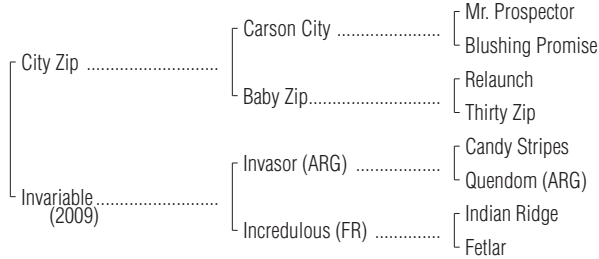 Mr. Prospector
Carson City ......................
Blushing Promise
City Zip ............................
Relaunch
Baby Zip............................
Thirty Zip
Candy Stripes
Invasor (ARG) ..................
Quendom (ARG)
Invariable..........................
(2009)
Indian Ridge
Incredulous (FR) ..............
Fetlar